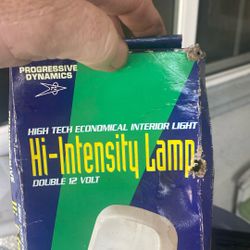 PROGRESSIVE
DYNAMICS
HIGH TECH ECONOMICAL INTERIOR LIGHT
Hi-Intensity Lamp
DOUBLE 12 VOLT